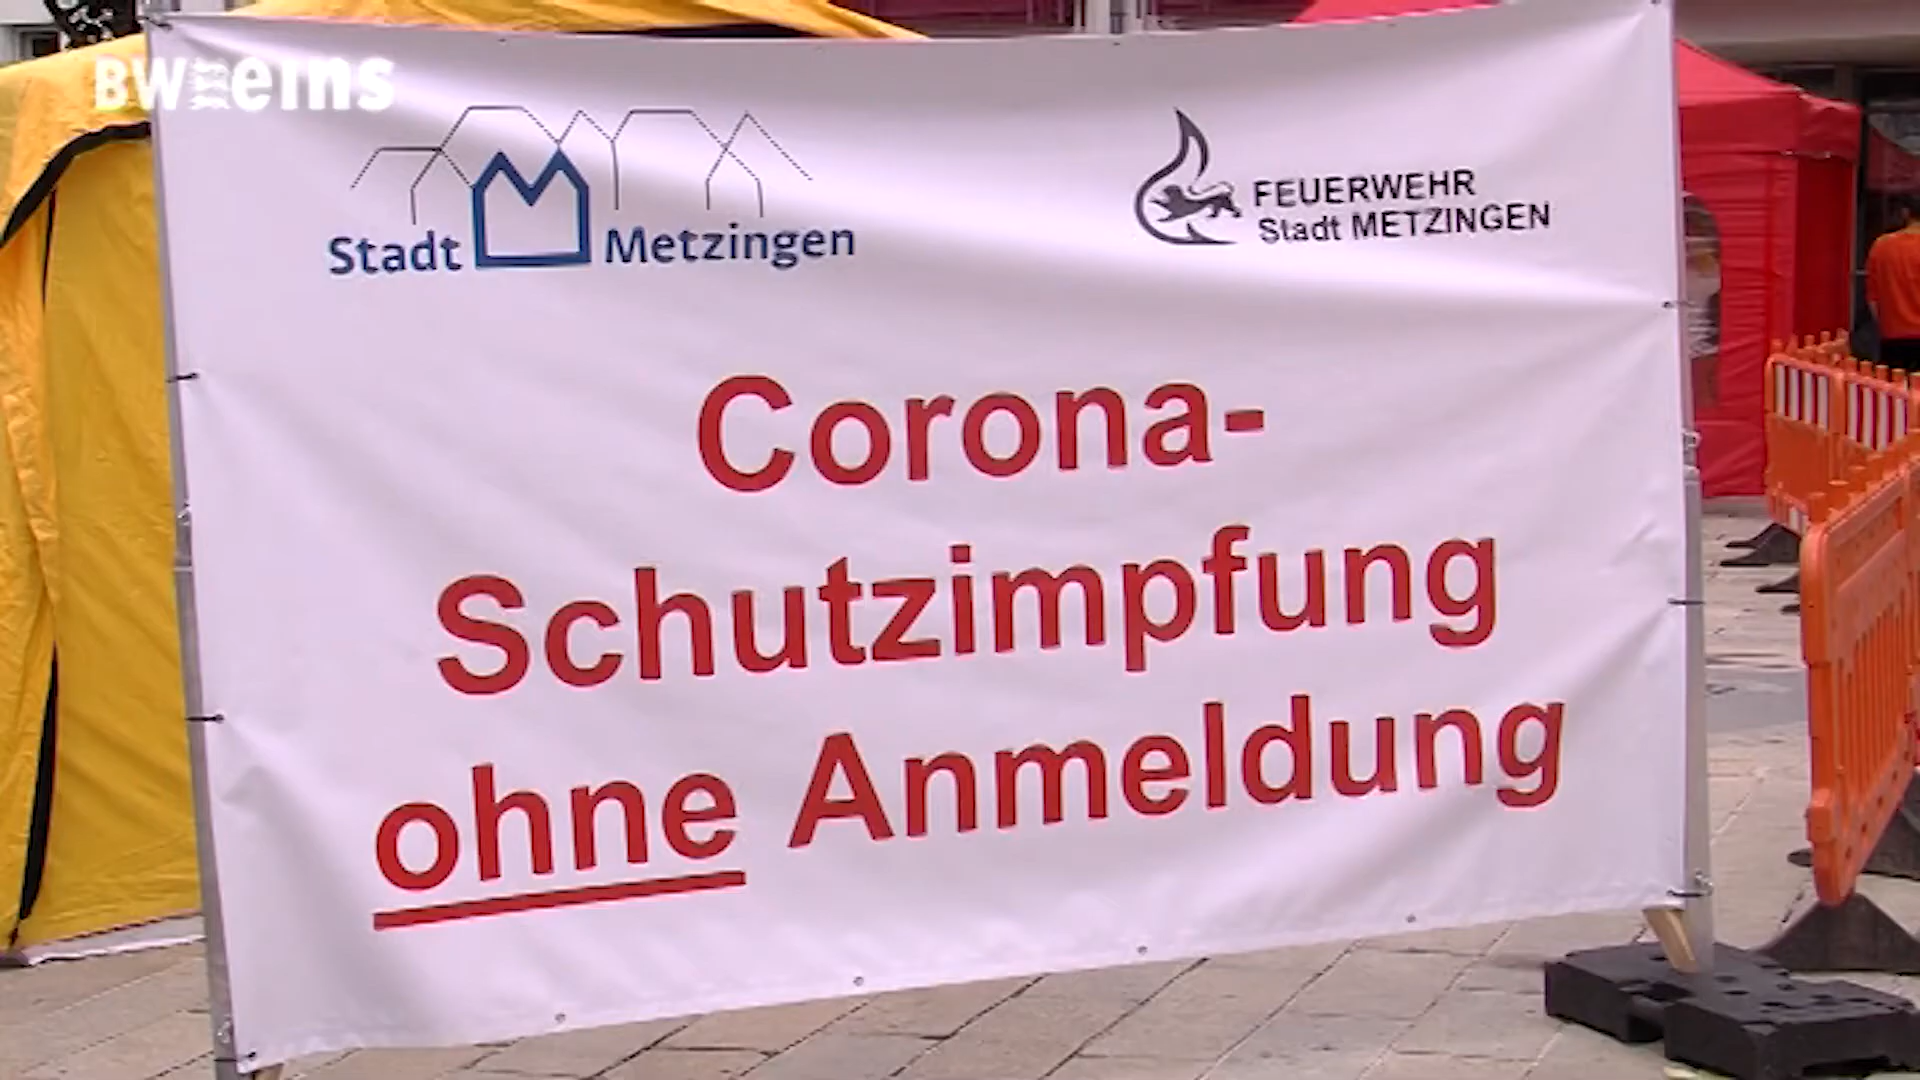 BW eins
Stadt Metzingen
FEUERWEHR
Stadt METZINGEN
Corona-
Schutzimpfung
ohne Anmeldung